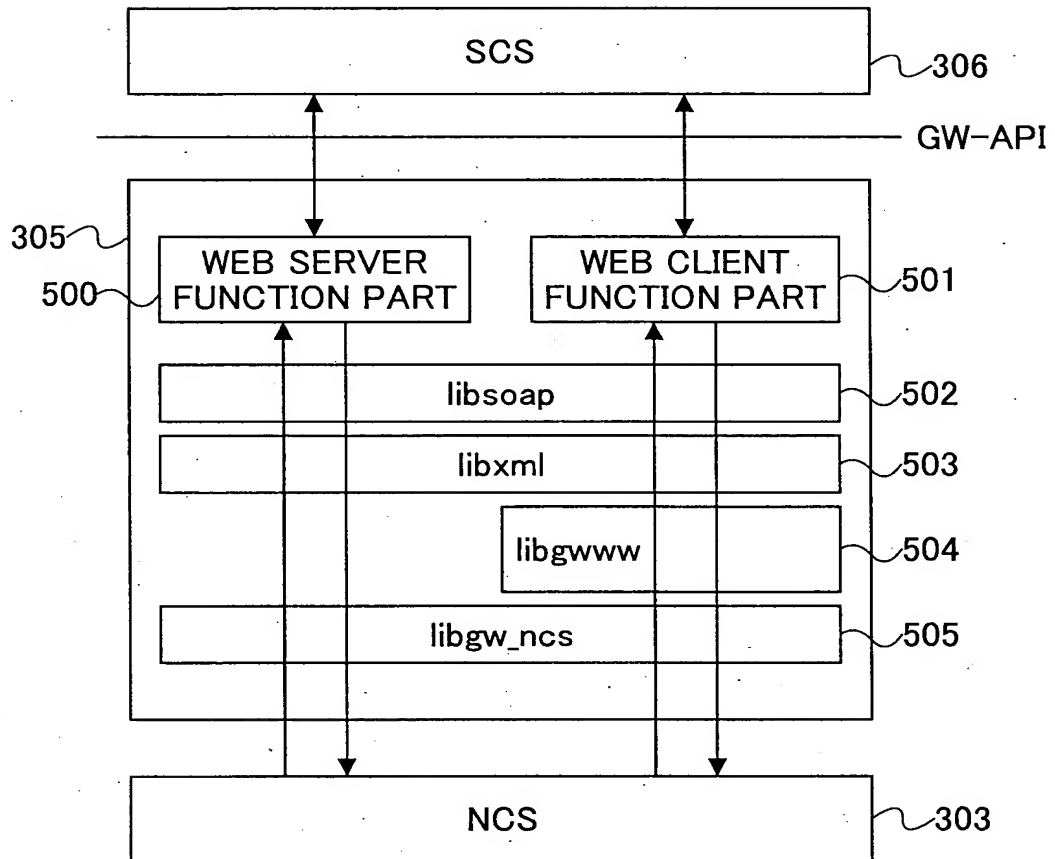 SCS
306
GW-API
305
WEB SERVER
FUNCTION PART
500
WEB CLIENT
FUNCTION PART
501
libsoap
502
libxml
503
libgwww
504
libgw_ncs
505
NCS
303